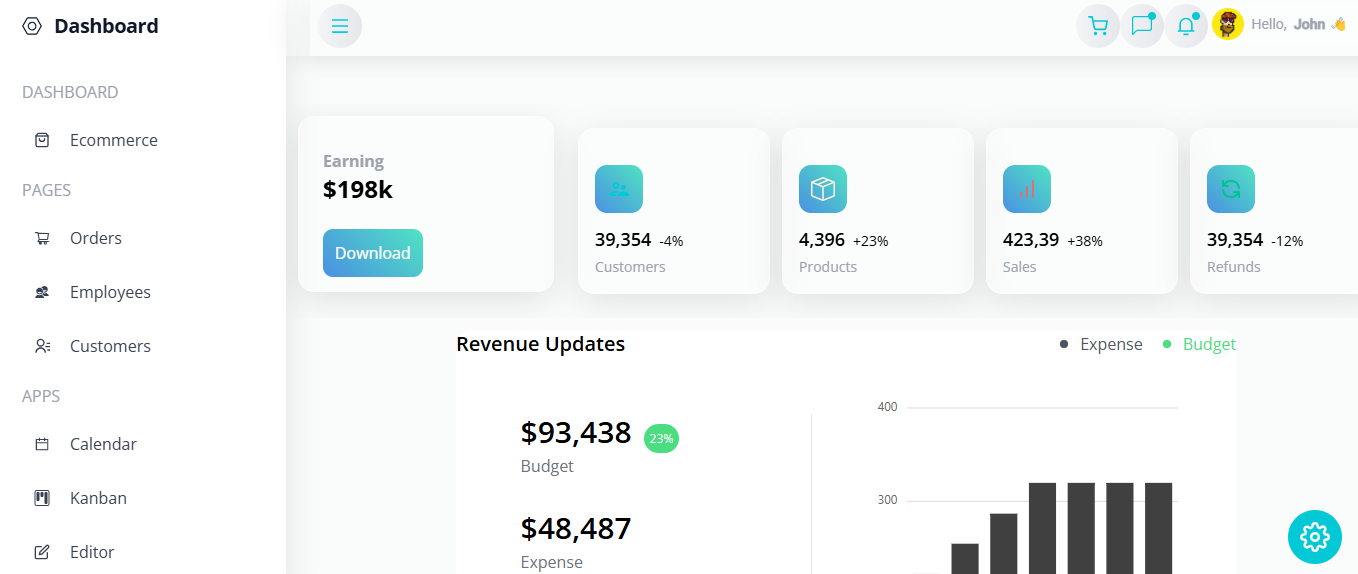 Dashboard
DASHBOARD
Ecommerce
PAGES
Orders
Employees
Customers
APPS
Calendar
Kanban
Editor
Hello, John 👋
Earning
$198k
Download
39,354 -4%
Customers
4,396 +23%
Products
423,39 +38%
Sales
39,354 -12%
Refunds
Revenue Updates
Expense Budget
$93,438 23%
Budget
$48,487
Expense
400
300